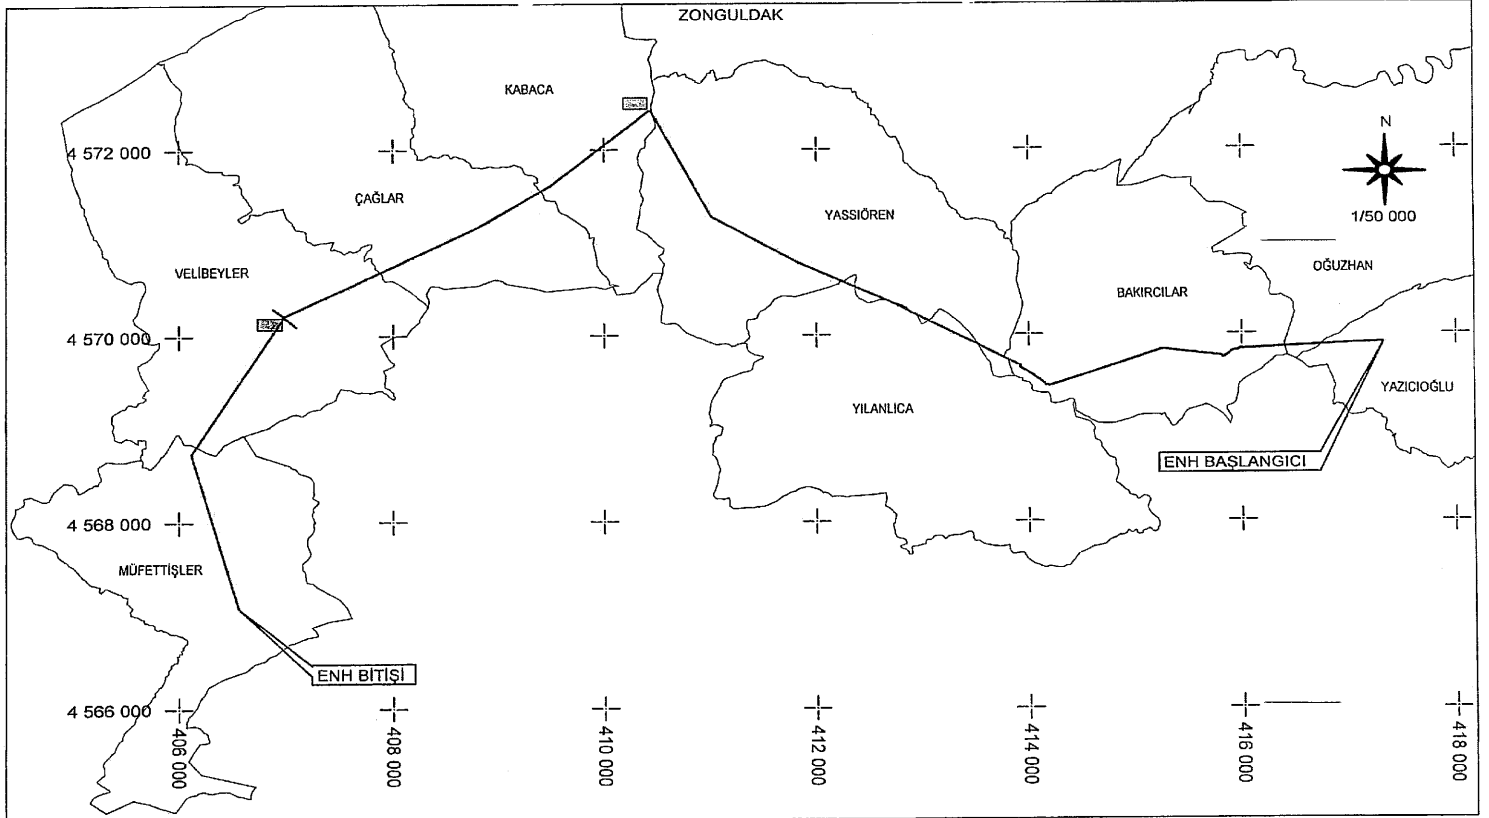 ZONGULDAK
KABACA
N
4 572 000
1/50 000
ÇAĞLAR
YASSIÖREN
VELİBEYLER
OĞUZHAN
BAKIRCILAR
4 570 000
YAZICIOĞLU
YILANLICA
ENH BAŞLANGICI
4 568 000
MÜFETTİŞLER
ENH BİTİŞİ
4 566 000
406 000
408 000
410 000
412 000
414 000
416 000
418 000